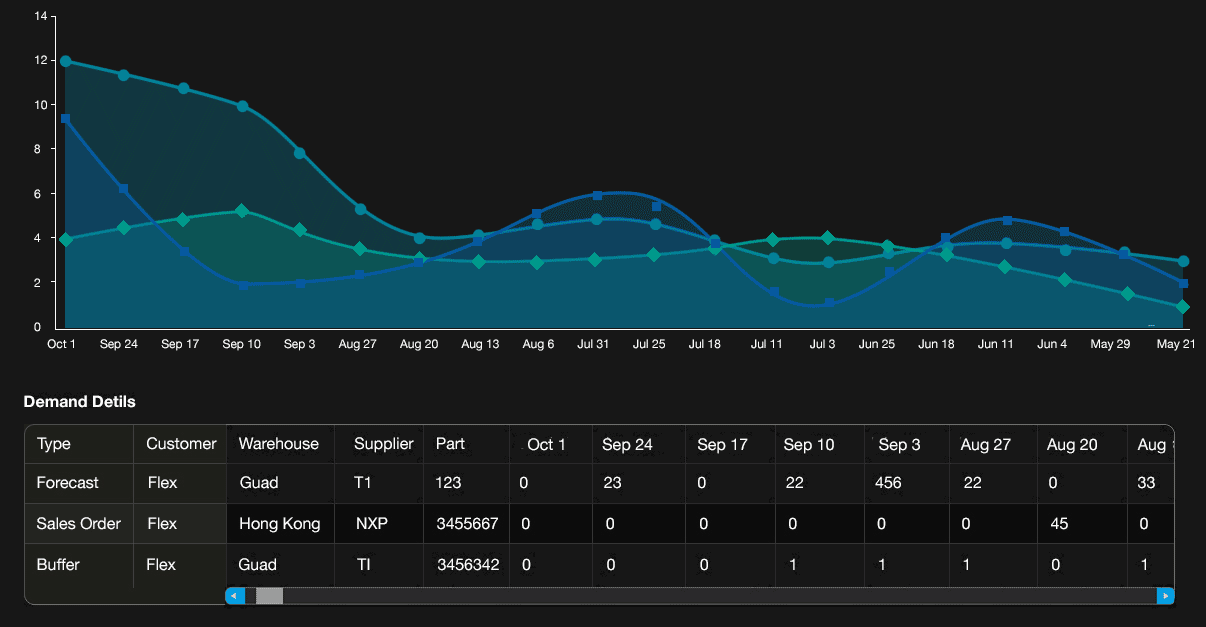 14
12
10
8
6
4
2
0
Oct 1 Sep 24 Sep 17 Sep 10 Sep 3 Aug 27 Aug 20 Aug 13 Aug 6 Jul 31 Jul 25 Jul 18 Jul 11 Jul 3 Jun 25 Jun 18 Jun 11 Jun 4 May 29 May 21
Demand Detils
Type Customer Warehouse Supplier Part Oct 1 Sep 24 Sep 17 Sep 10 Sep 3 Aug 27 Aug 20 Aug
Forecast Flex Guad T1 123 0 23 0 22 456 22 0 33
Sales Order Flex Hong Kong NXP 3455667 0 0 0 0 0 0 45 0
Buffer Flex Guad TI 3456342 0 0 0 1 1 1 0 1